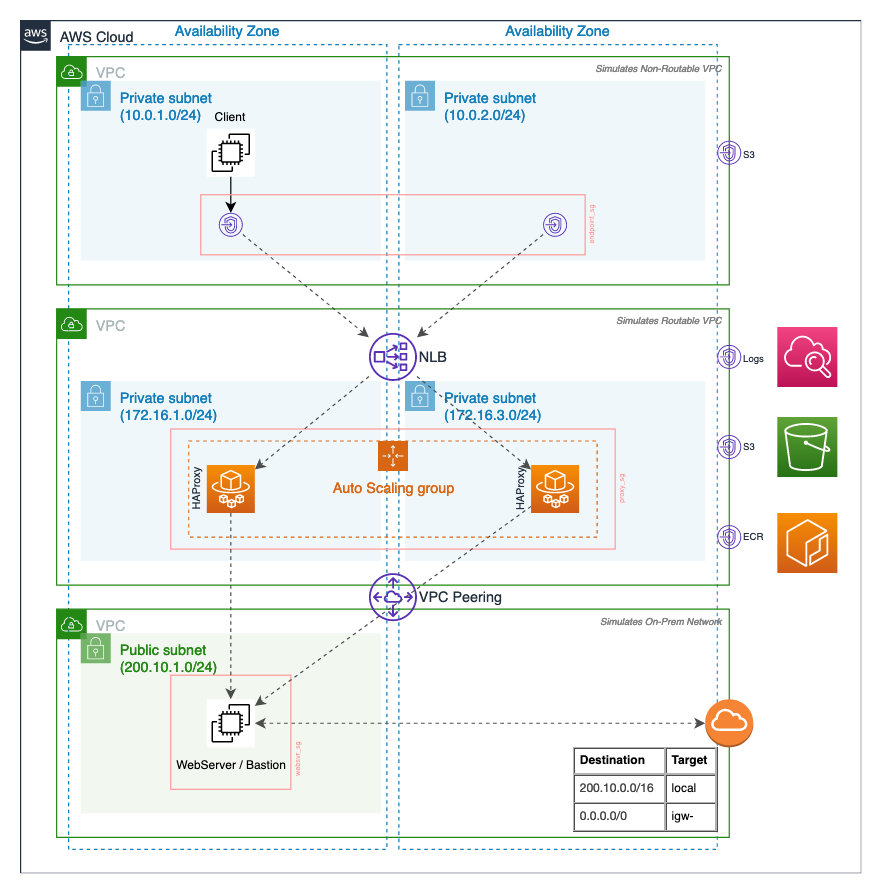 aws
AWS Cloud
Availability Zone
Availability Zone
VPC
Simulates Non-Routable VPC
Private subnet
(10.0.1.0/24)
Client
Private subnet
(10.0.2.0/24)
S3
endpoint_sg
VPC
Simulates Routable VPC
NLB
Logs
Private subnet
(172.16.1.0/24)
Private subnet
(172.16.3.0/24)
S3
HAProxy
Auto Scaling group
HAProxy
proxy_sg
ECR
VPC Peering
VPC
Simulates On-Prem Network
Public subnet
(200.10.1.0/24)
WebServer / Bastion
websvr_sg
Destination Target
200.10.0.0/16 local
0.0.0.0/0 igw-